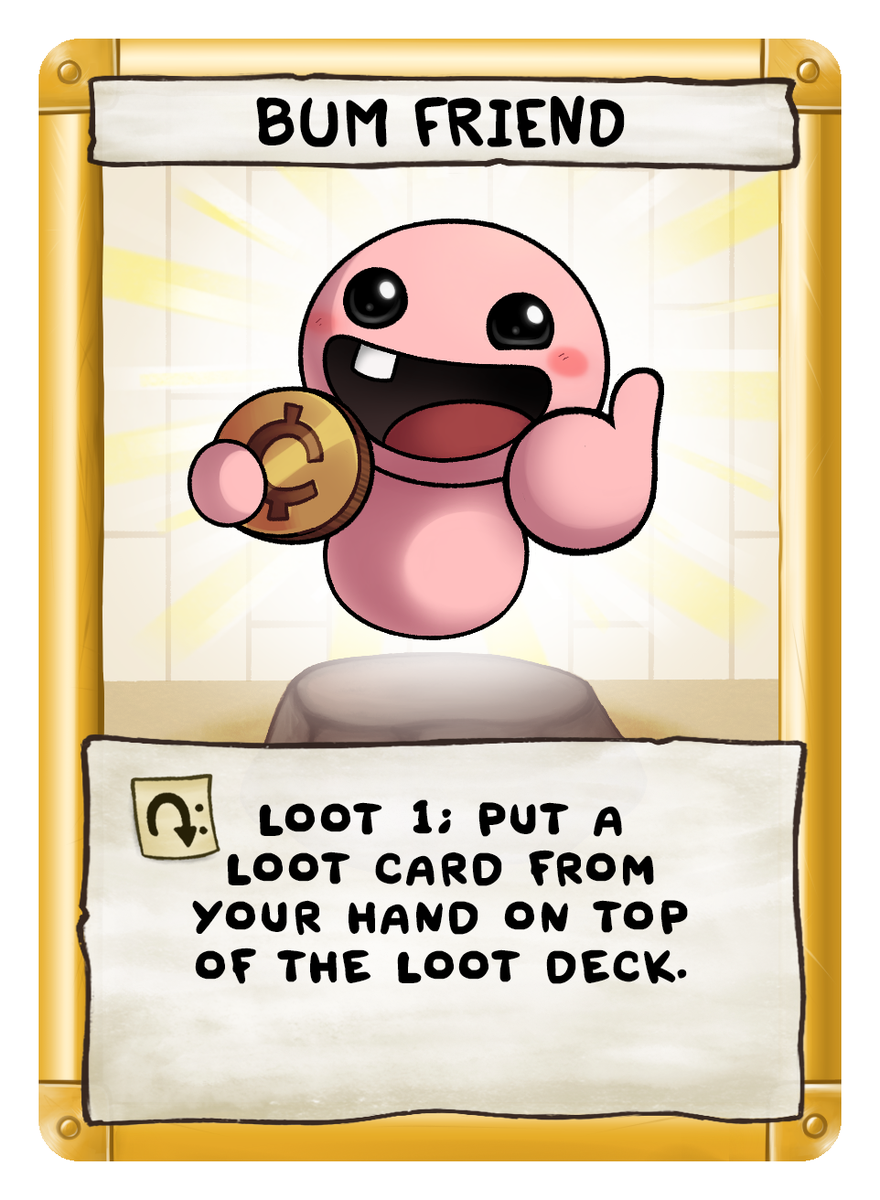 BUM FRIEND
¢
LOOT 1; PUT A
LOOT CARD FROM
YOUR HAND ON TOP
OF THE LOOT DECK.